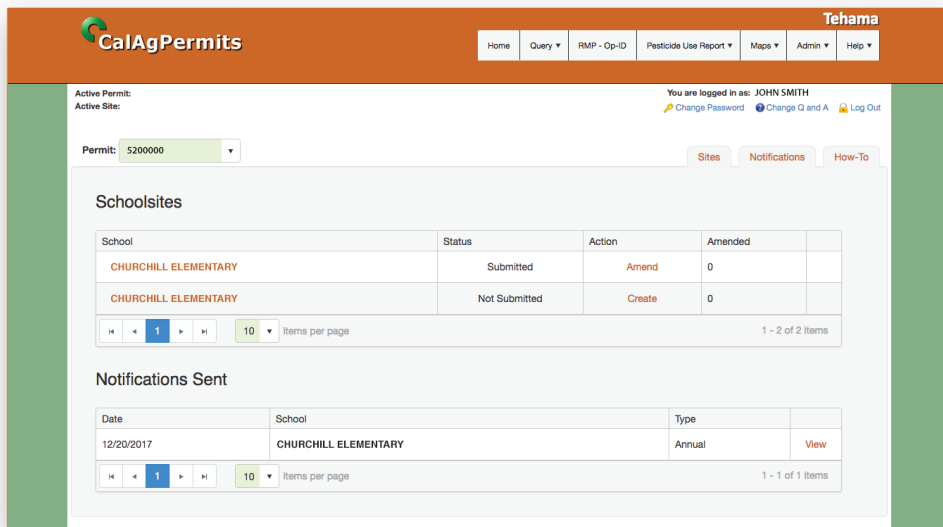 Tehama
CalAgPermits
Home Query ▼ RMP - Op-ID Pesticide Use Report ▼ Maps ▼ Admin ▼ Help ▼
Active Permit:
Active Site:
You are logged in as: JOHN SMITH
Change Password Change Q and A Log Out
Permit: 5200000
Sites Notifications How-To
Schoolsites
School Status Action Amended
CHURCHILL ELEMENTARY Submitted Amend 0
CHURCHILL ELEMENTARY Not Submitted Create 0
1 10 items per page 1 - 2 of 2 items
Notifications Sent
Date School Type
12/20/2017 CHURCHILL ELEMENTARY Annual View
1 10 items per page 1 - 1 of 1 items